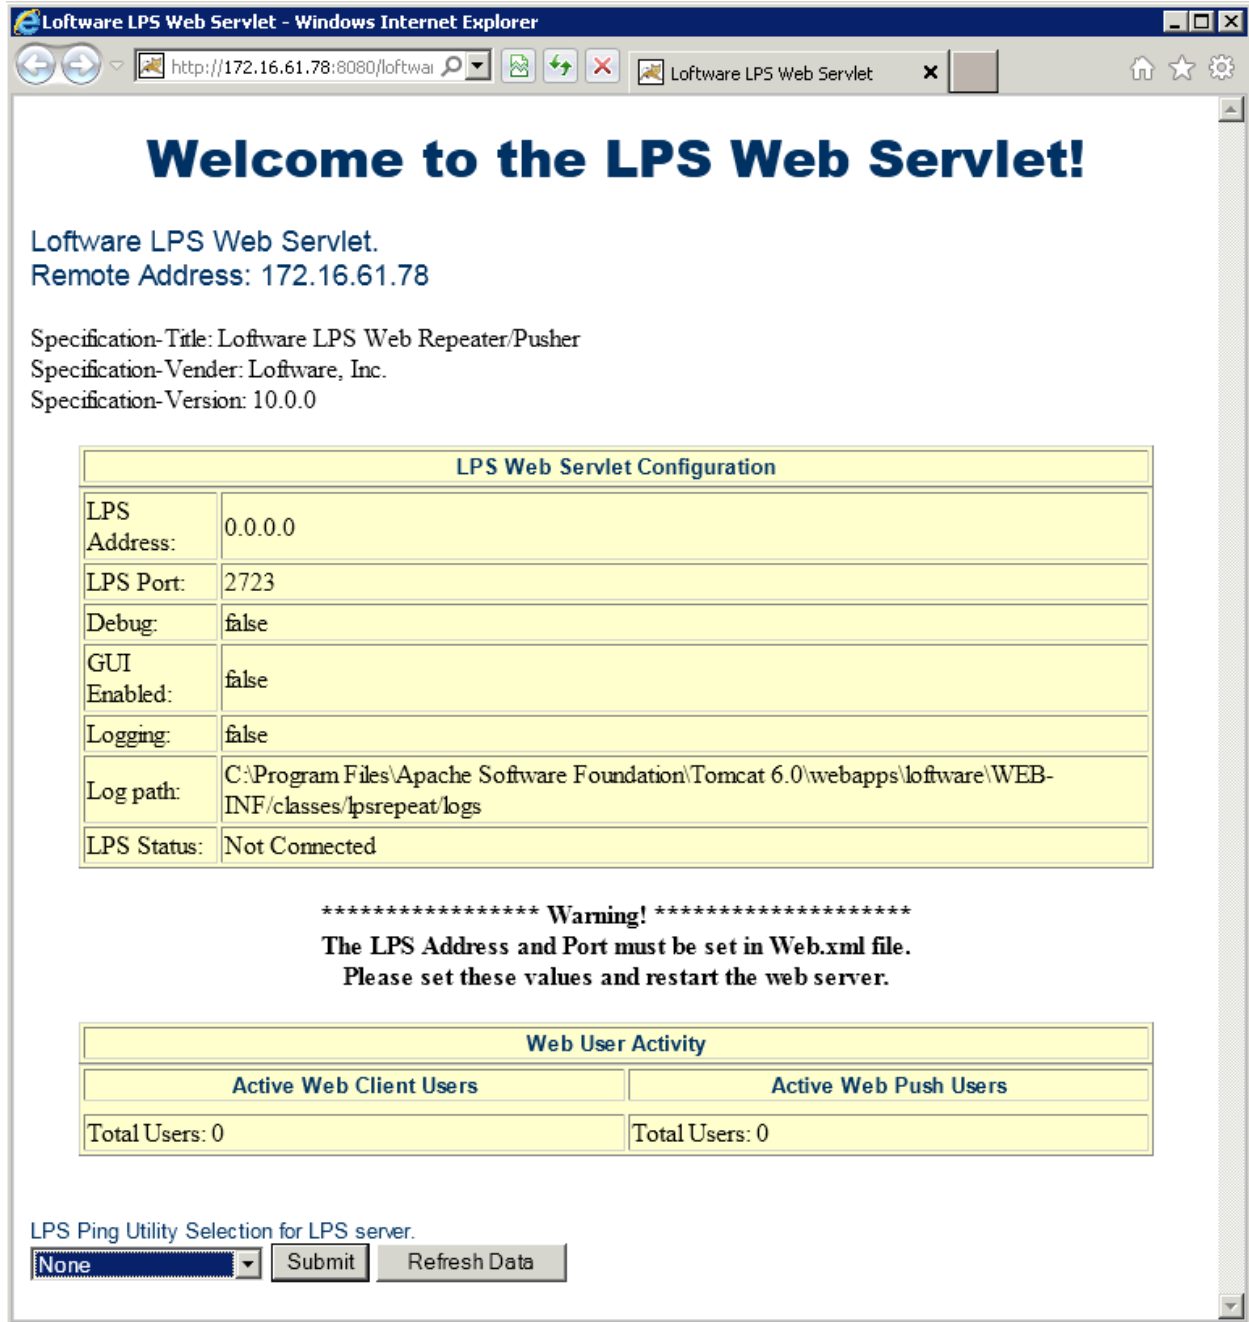 Loftware LPS Web Servlet - Windows Internet Explorer
http://172.16.61.78:8080/loftwar
Loftware LPS Web Servlet
Welcome to the LPS Web Servlet!
Loftware LPS Web Servlet.
Remote Address: 172.16.61.78
Specification-Title: Loftware LPS Web Repeater/Pusher
Specification-Vender: Loftware, Inc.
Specification-Version: 10.0.0
LPS Web Servlet Configuration
LPS
Address:
0.0.0.0
LPS Port: 2723
Debug: false
GUI
Enabled:
false
Logging: false
Log path:
C:\Program Files\Apache Software Foundation\Tomcat 6.0\webapps\loftware\WEB-
INF/classes/lpsrepeat/logs
LPS Status: Not Connected
***************** Warning! ********************
The LPS Address and Port must be set in Web.xml file.
Please set these values and restart the web server.
Web User Activity
Active Web Client Users Active Web Push Users
Total Users: 0 Total Users: 0
LPS Ping Utility Selection for LPS server.
None Submit Refresh Data